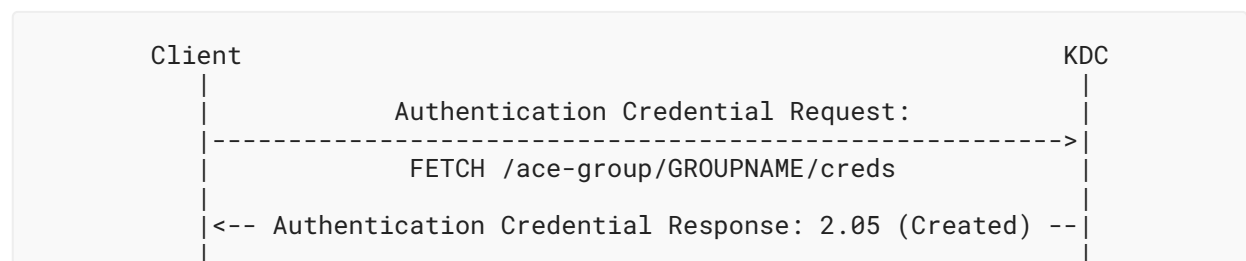 Client KDC
Authentication Credential Request:
------------------------------------------------------->
FETCH /ace-group/GROUPNAME/creds
<-- Authentication Credential Response: 2.05 (Created) --